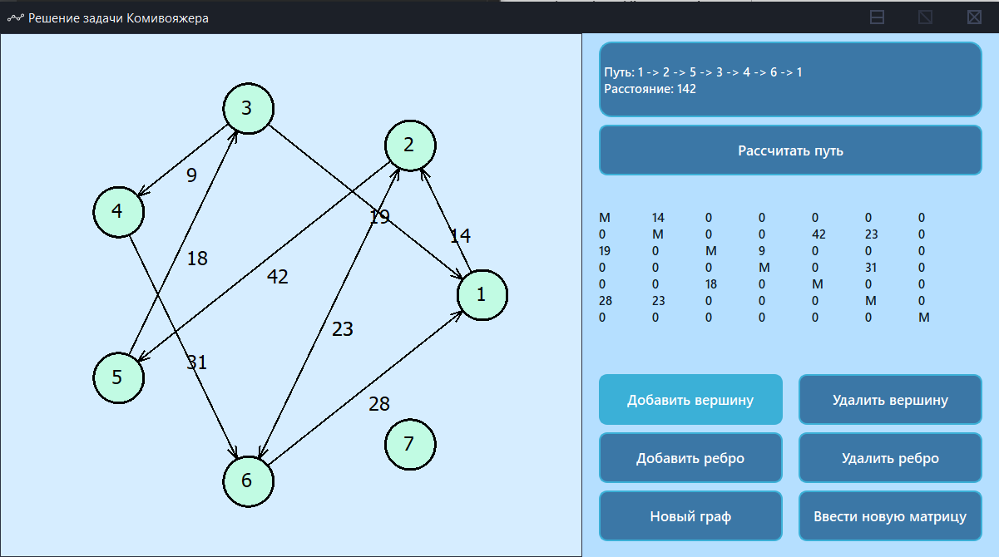 Решение задачи Комивояжера
3
2
9
4
19
14
18
42
1
23
5
31
28
7
6
Путь: 1 -> 2 -> 5 -> 3 -> 4 -> 6 -> 1
Расстояние: 142
Рассчитать путь
M 14 0 0 0 0 0
0 M 0 0 42 23 0
19 0 M 9 0 0 0
0 0 0 M 0 31 0
0 0 18 0 M 0 0
28 23 0 0 0 M 0
0 0 0 0 0 0 M
Добавить вершину Удалить вершину
Добавить ребро Удалить ребро
Новый граф Ввести новую матрицу